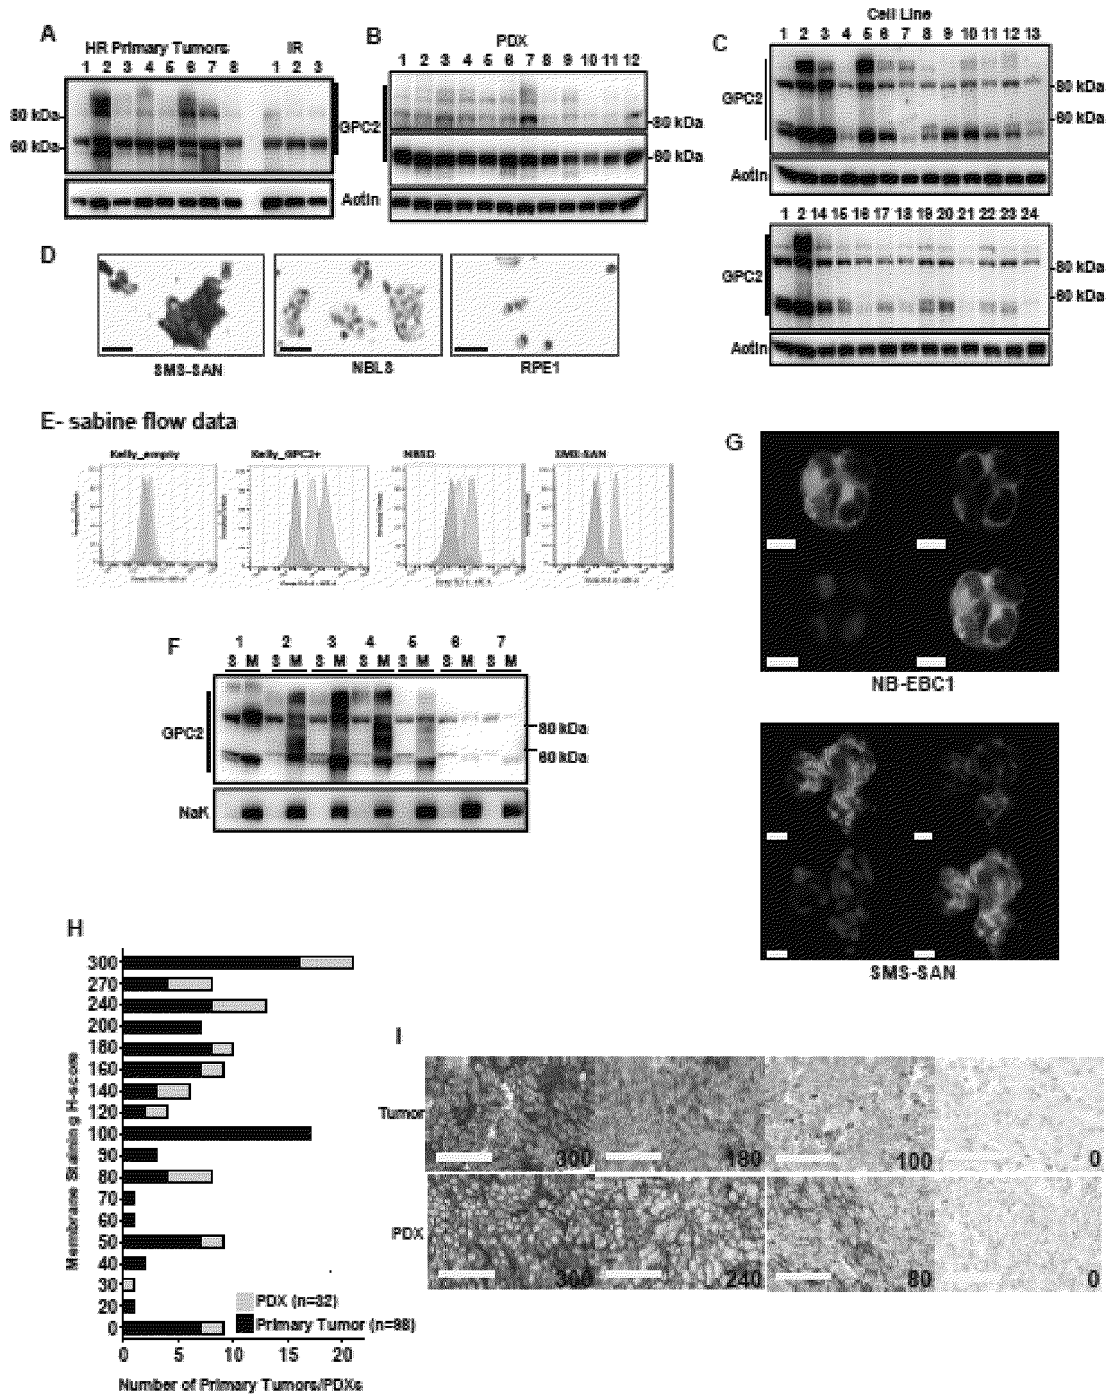 A
HR Primary Tumors IR
1 2 3 4 5 6 7 8 1 2 3
80 kDa
60 kDa
GPC2
Actin
B
PDX
1 2 3 4 5 6 7 8 9 10 11 12
80 kDa
60 kDa
C
Cell Line
1 2 3 4 5 6 7 8 9 10 11 12 13
GPC2
80 kDa
60 kDa
Actin
1 2 14 15 16 17 18 19 20 21 22 23 24
GPC2
80 kDa
60 kDa
Actin
D
SMS-SAN
NBLS
RPE1
E- sabine flow data
Kelly_empty
Kelly_GPC2+
NBSD
SMS-SAN
F
1 2 3 4 5 6 7
S M S M S M S M S M S M S M
GPC2
80 kDa
60 kDa
NaK
G
NB-EBC1
SMS-SAN
H
Membrane Staining H-score
300
270
240
200
180
160
140
120
100
90
80
70
60
50
40
30
20
0
PDX (n=32)
Primary Tumor (n=98)
0 5 10 15 20
Number of Primary Tumors/PDXs
I
Tumor
300 180 100 0
PDX
300 240 80 0